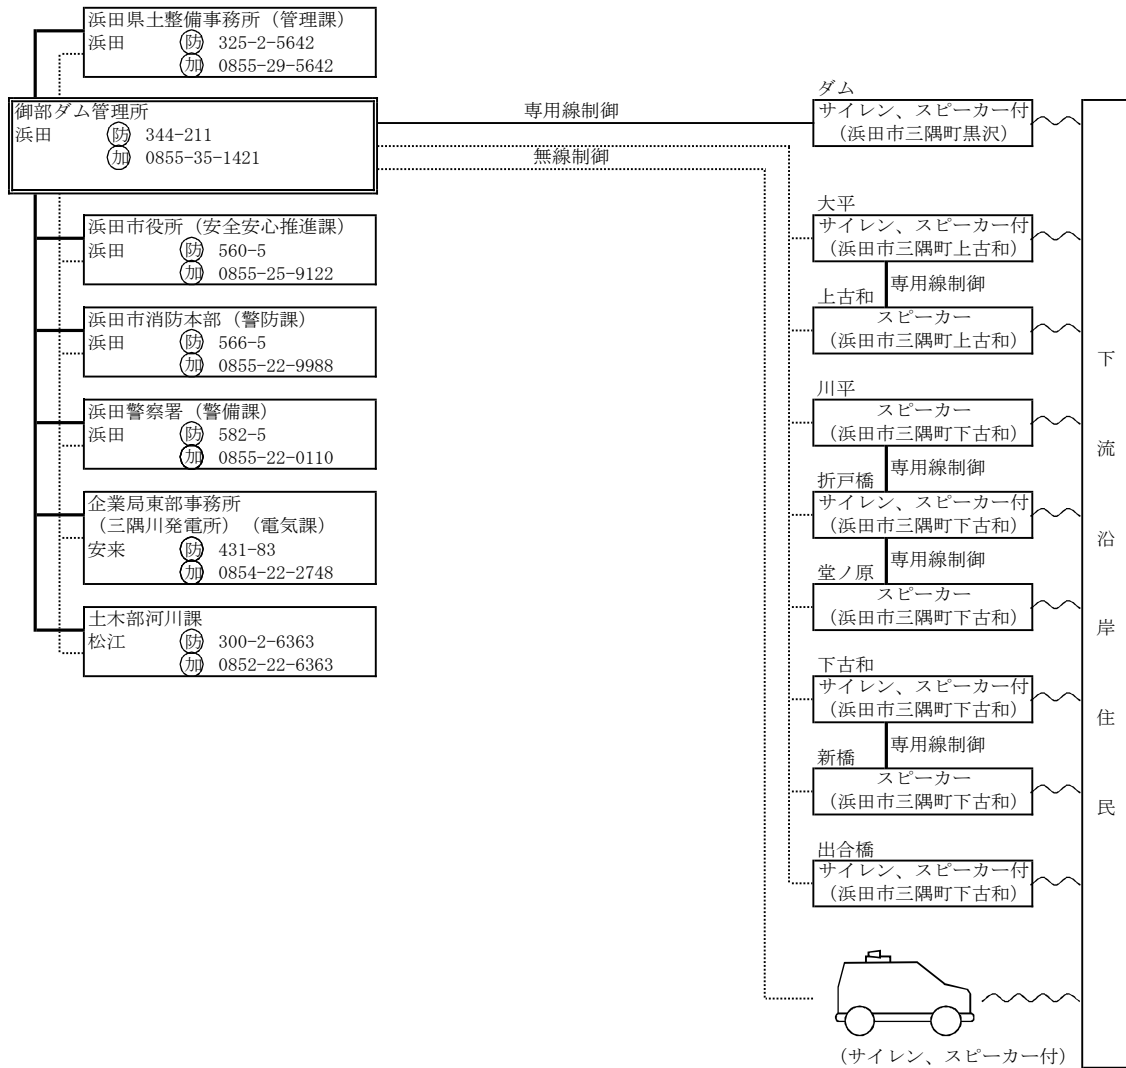 浜田県土整備事務所（管理課）
浜田 防 325-2-5642
加 0855-29-5642
御部ダム管理所
浜田 防 344-211
加 0855-35-1421
浜田市役所（安全安心推進課）
浜田 防 560-5
加 0855-25-9122
浜田市消防本部（警防課）
浜田 防 566-5
加 0855-22-9988
浜田警察署（警備課）
浜田 防 582-5
加 0855-22-0110
企業局東部事務所
（三隅川発電所）（電気課）
安来 防 431-83
加 0854-22-2748
土木部河川課
松江 防 300-2-6363
加 0852-22-6363
専用線制御
無線制御
ダム
サイレン、スピーカー付
（浜田市三隅町黒沢）
大平
サイレン、スピーカー付
（浜田市三隅町上古和）
専用線制御
上古和
スピーカー
（浜田市三隅町上古和）
川平
スピーカー
（浜田市三隅町下古和）
専用線制御
折戸橋
サイレン、スピーカー付
（浜田市三隅町下古和）
専用線制御
堂ノ原
スピーカー
（浜田市三隅町下古和）
下古和
サイレン、スピーカー付
（浜田市三隅町下古和）
専用線制御
新橋
スピーカー
（浜田市三隅町下古和）
出合橋
サイレン、スピーカー付
（浜田市三隅町下古和）
（サイレン、スピーカー付）
下流沿岸住民